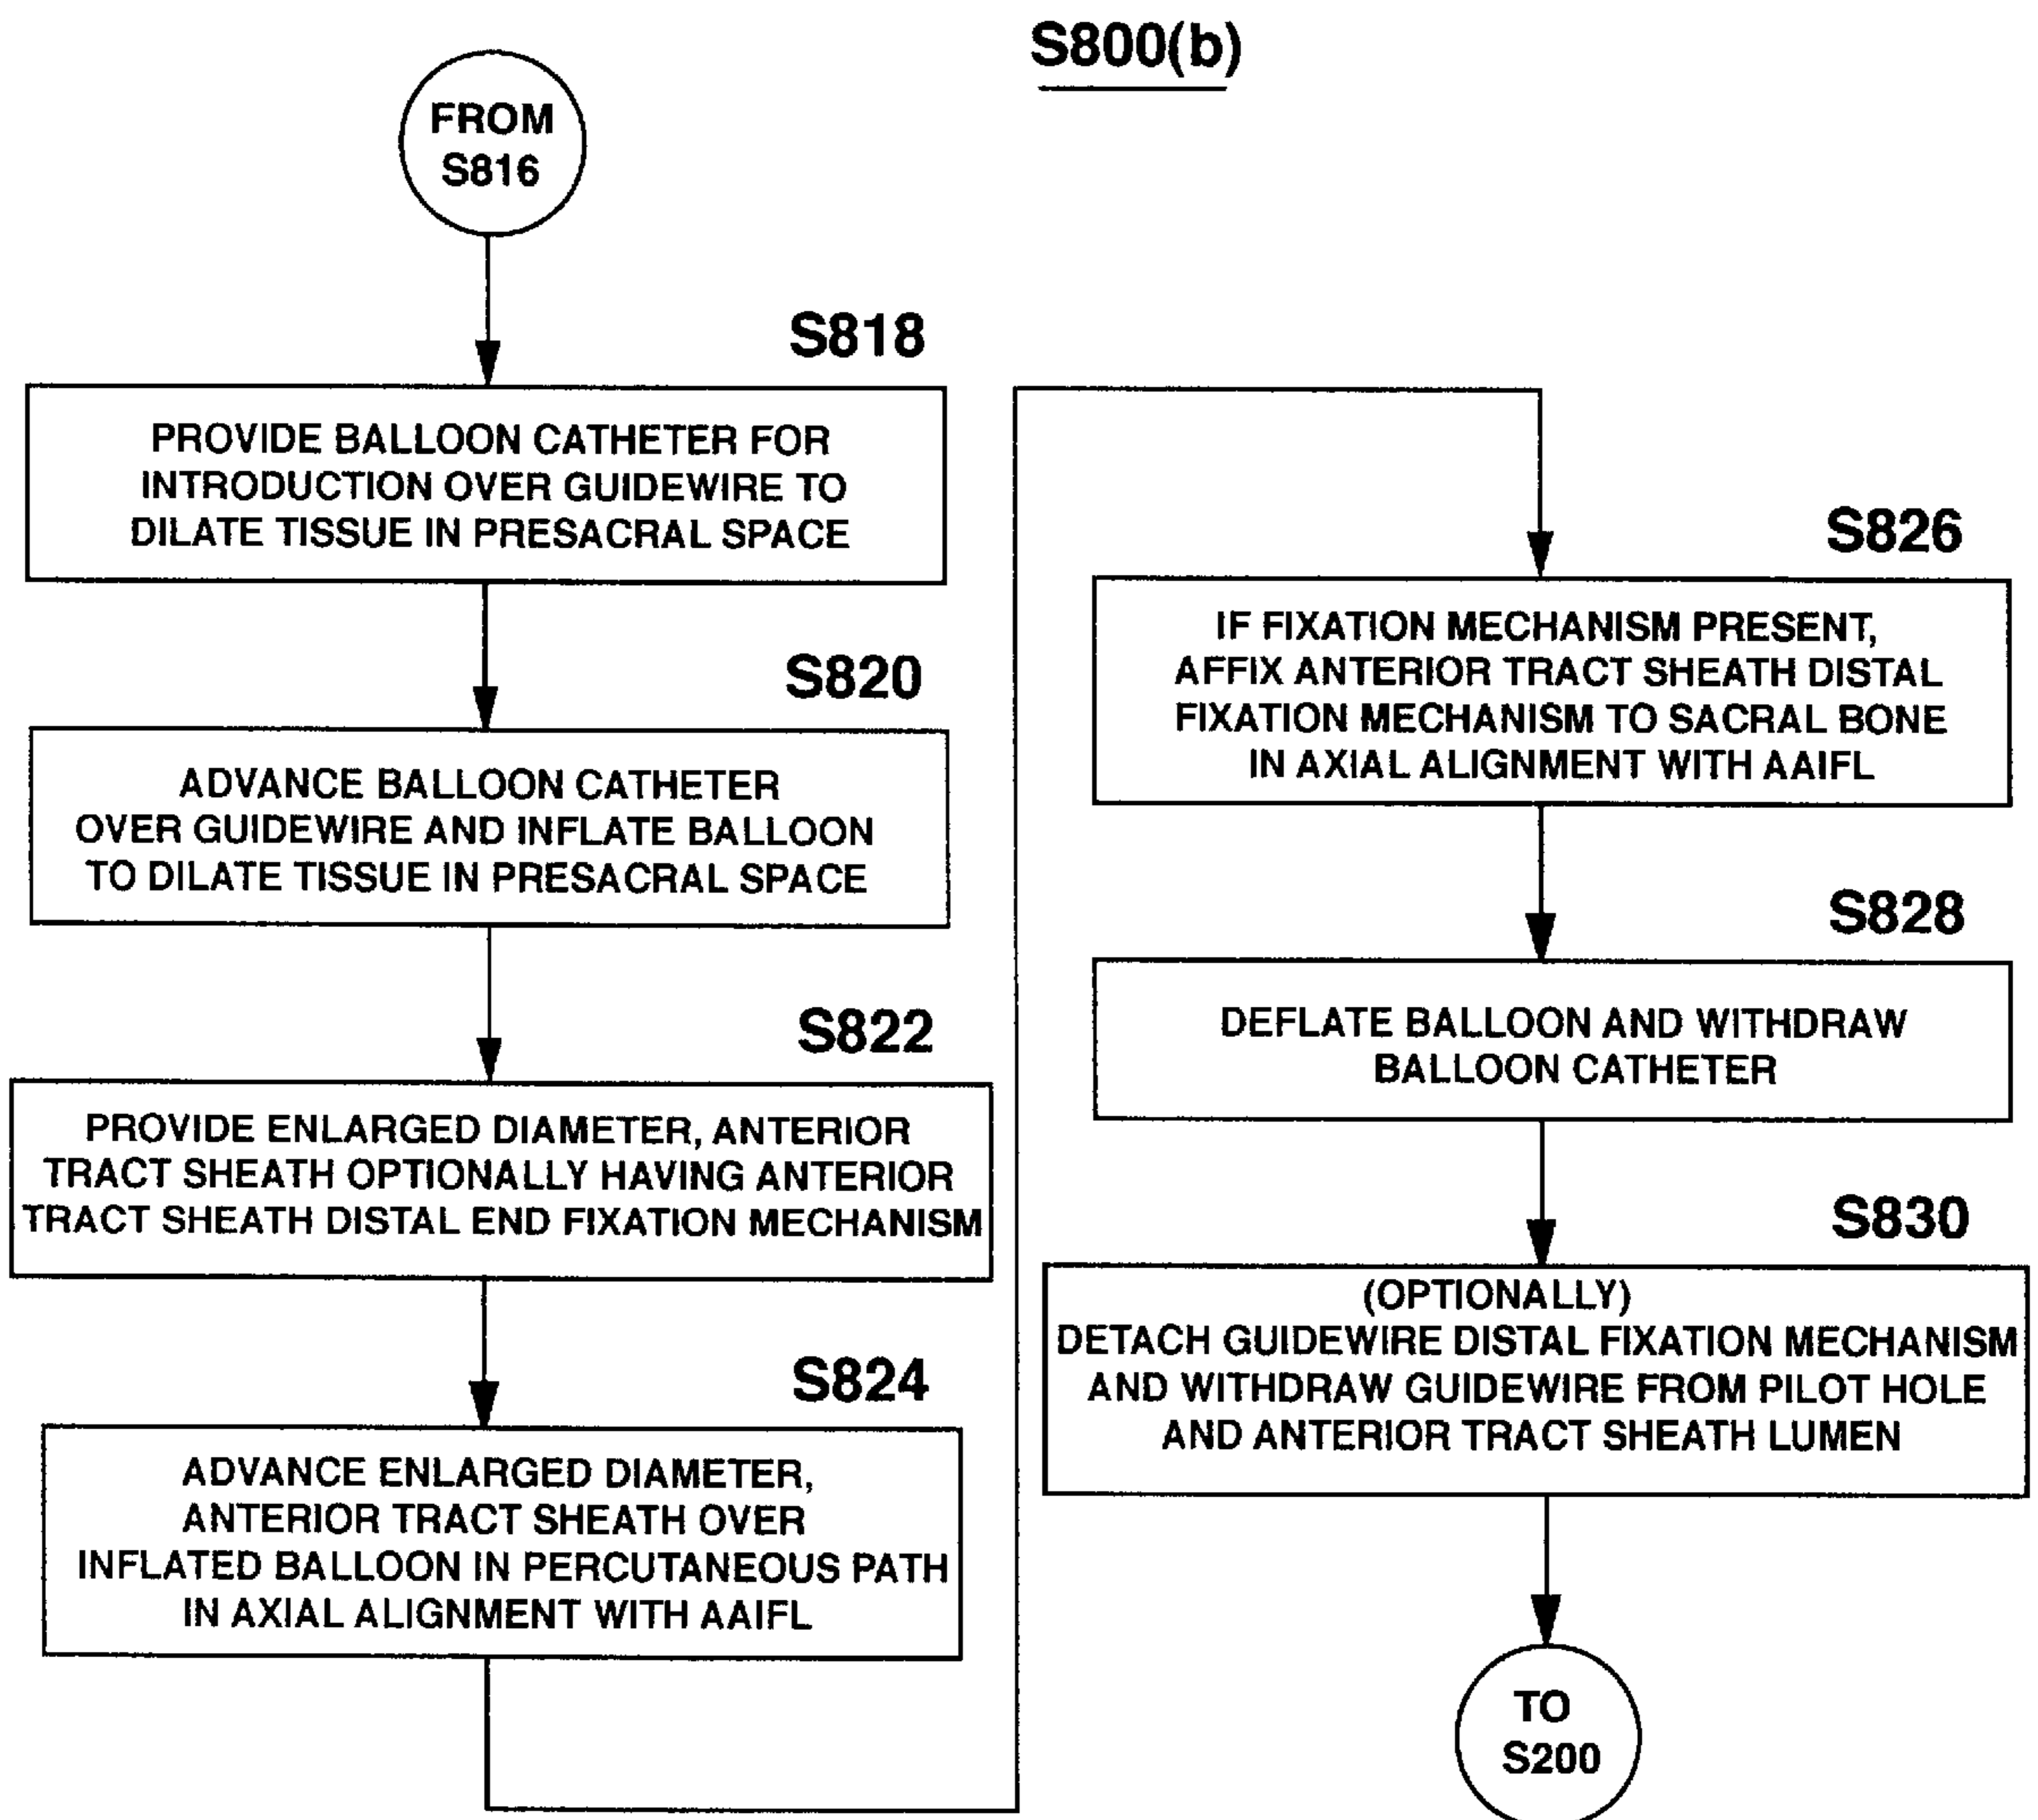 S800(b)
FROM
S816
S818
PROVIDE BALLOON CATHETER FOR
INTRODUCTION OVER GUIDEWIRE TO
DILATE TISSUE IN PRESACRAL SPACE
S820
ADVANCE BALLOON CATHETER
OVER GUIDEWIRE AND INFLATE BALLOON
TO DILATE TISSUE IN PRESACRAL SPACE
S822
PROVIDE ENLARGED DIAMETER, ANTERIOR
TRACT SHEATH OPTIONALLY HAVING ANTERIOR
TRACT SHEATH DISTAL END FIXATION MECHANISM
S824
ADVANCE ENLARGED DIAMETER,
ANTERIOR TRACT SHEATH OVER
INFLATED BALLOON IN PERCUTANEOUS PATH
IN AXIAL ALIGNMENT WITH AAIFL
S826
IF FIXATION MECHANISM PRESENT,
AFFIX ANTERIOR TRACT SHEATH DISTAL
FIXATION MECHANISM TO SACRAL BONE
IN AXIAL ALIGNMENT WITH AAIFL
S828
DEFLATE BALLOON AND WITHDRAW
BALLOON CATHETER
S830
(OPTIONALLY)
DETACH GUIDEWIRE DISTAL FIXATION MECHANISM
AND WITHDRAW GUIDEWIRE FROM PILOT HOLE
AND ANTERIOR TRACT SHEATH LUMEN
TO
S200